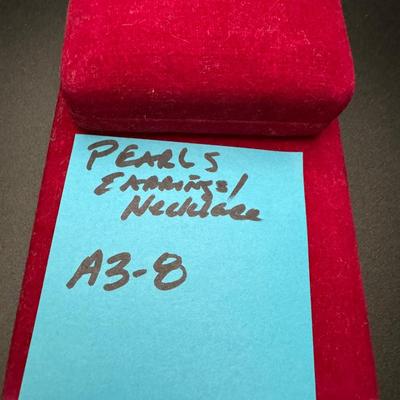 PEARLS
EARRINGS/
Necklace
A3-8